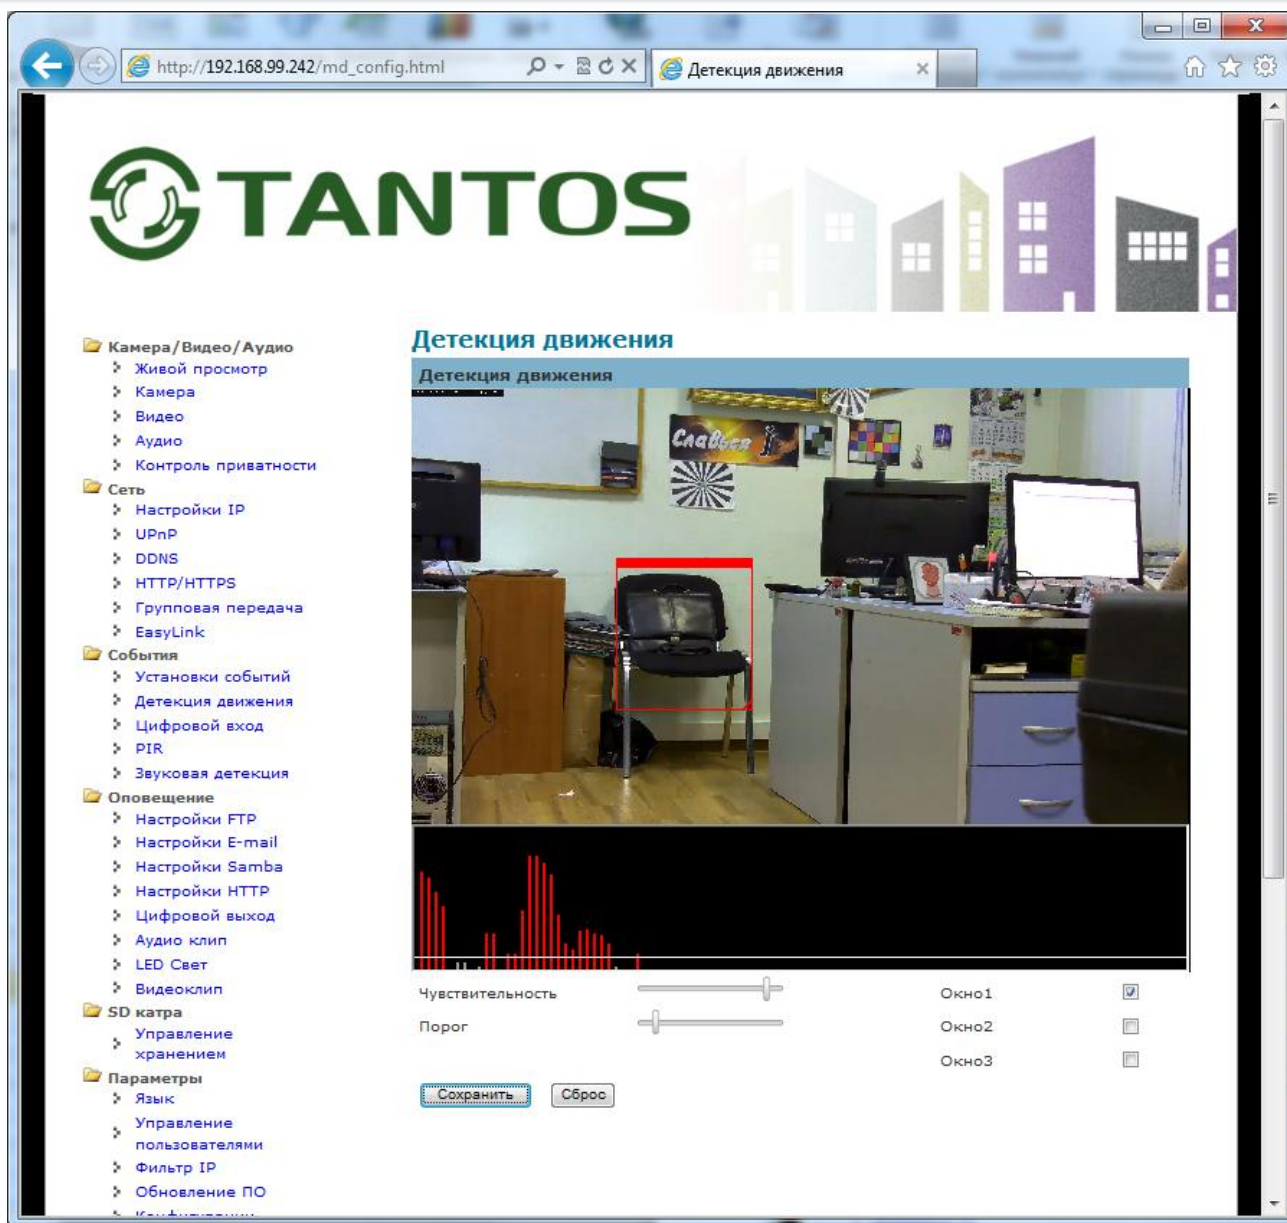 http://192.168.99.242/md_config.html
Детекция движения
TANTOS
Камера/Видео/Аудио
Живой просмотр
Камера
Видео
Аудио
Контроль приватности
Сеть
Настройки IP
UPnP
DDNS
HTTP/HTTPS
Групповая передача
EasyLink
События
Установки событий
Детекция движения
Цифровой вход
PIR
Звуковая детекция
Оповещение
Настройки FTP
Настройки E-mail
Настройки Samba
Настройки HTTP
Цифровой выход
Аудио клип
LED Свет
Видеоклип
SD катра
Управление
хранением
Параметры
Язык
Управление
пользователями
Фильтр IP
Обновление ПО
Детекция движения
Детекция движения
Славься
Чувствительность
Окно1
Порог
Окно2
Окно3
Сохранить
Сброс